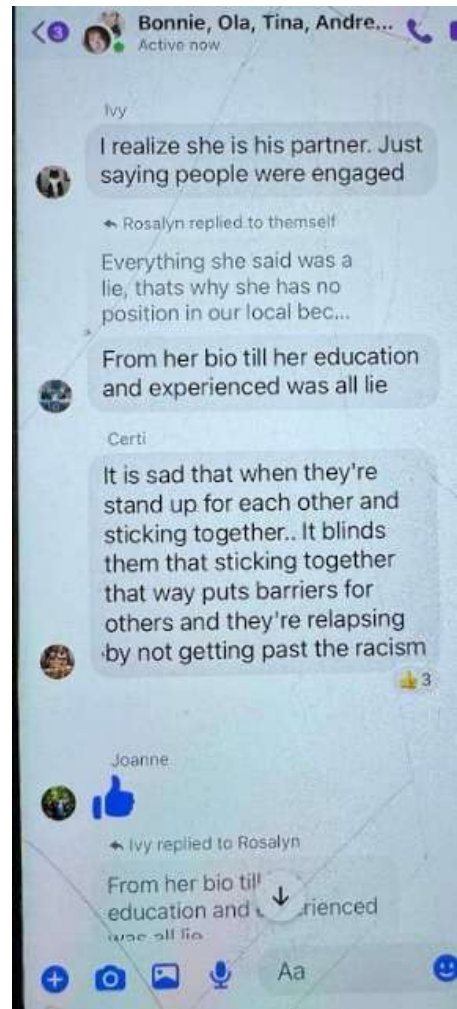 3
Bonnie, Ola, Tina, Andre...
Active now
Ivy
I realize she is his partner. Just
saying people were engaged
Rosalyn replied to themself
Everything she said was a
lie, thats why she has no
position in our local bec...
From her bio till her education
and experienced was all lie
Certi
It is sad that when they're
stand up for each other and
sticking together.. It blinds
them that sticking together
that way puts barriers for
others and they're relapsing
by not getting past the racism
👍 3
Joanne
Ivy replied to Rosalyn
From her bio till
education and rienced
was all lie
Aa